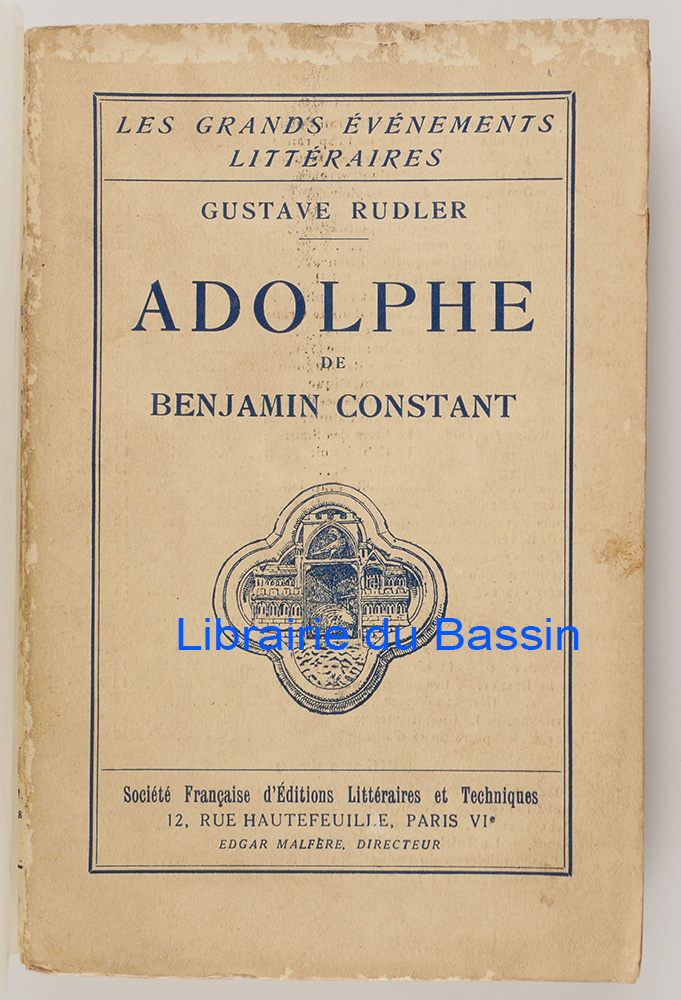 LES GRANDS ÉVÉNEMENTS
LITTÉRAIRES
GUSTAVE RUDLER
ADOLPHE
DE
BENJAMIN CONSTANT
Librairie du Bassin
Société Française d'Éditions Littéraires et Techniques
12, RUE HAUTEFEUILLE, PARIS VIe
EDGAR MALFÈRE, DIRECTEUR